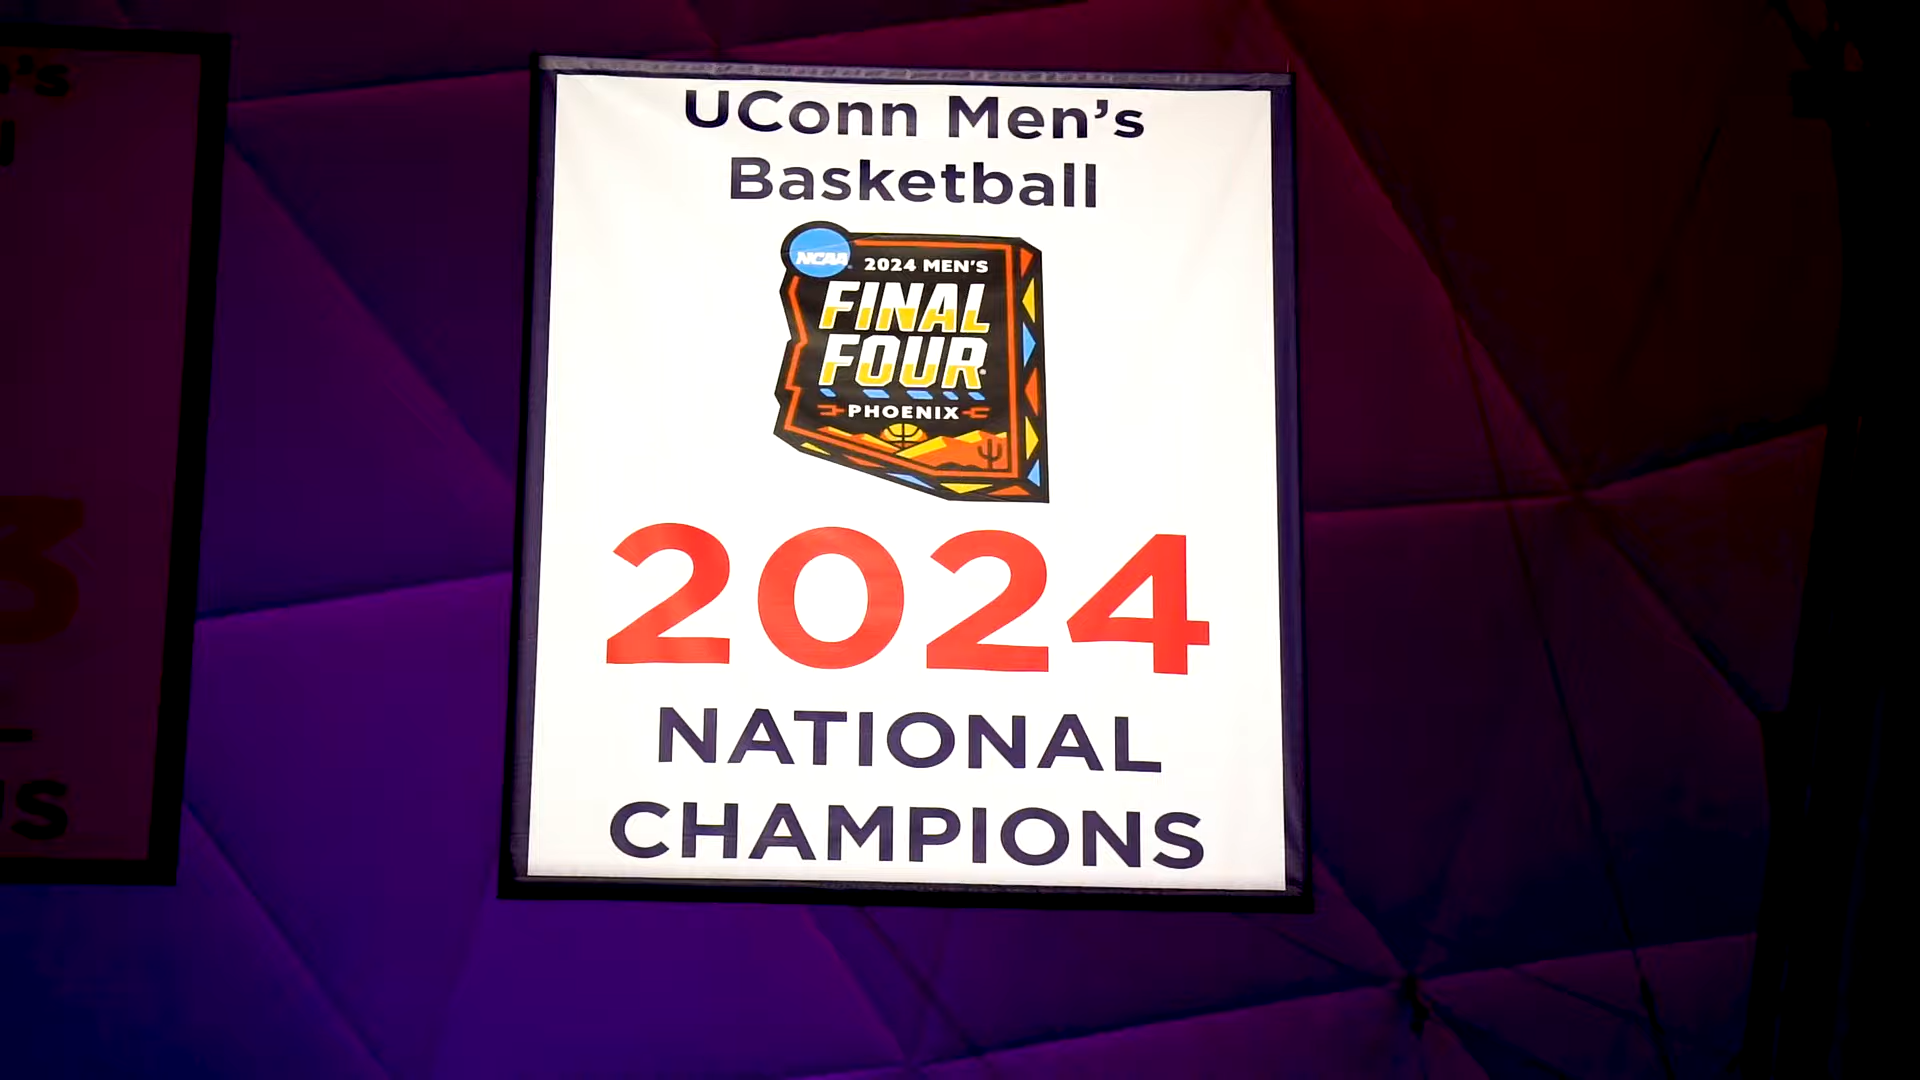 UConn Men's
Basketball
NCAA
2024 MEN'S
FINAL
FOUR
PHOENIX
2024
NATIONAL
CHAMPIONS